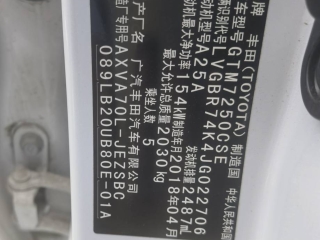 品牌 丰田(TOYOTA) 制造国 中华人民共和国
整车型号 GTM7250GSE
车辆识别代号 LVGBR74K4JG022706
发动机型号 A25A 发动机排量 2487mL
发动机最大净功率 154kW 制造年月 2018年04月
最大允许总质量 2030kg
乘坐人数 5
生产厂名 广汽丰田汽车有限公司
AXVA70L-JEZSBC
089LB20UB80E-01A